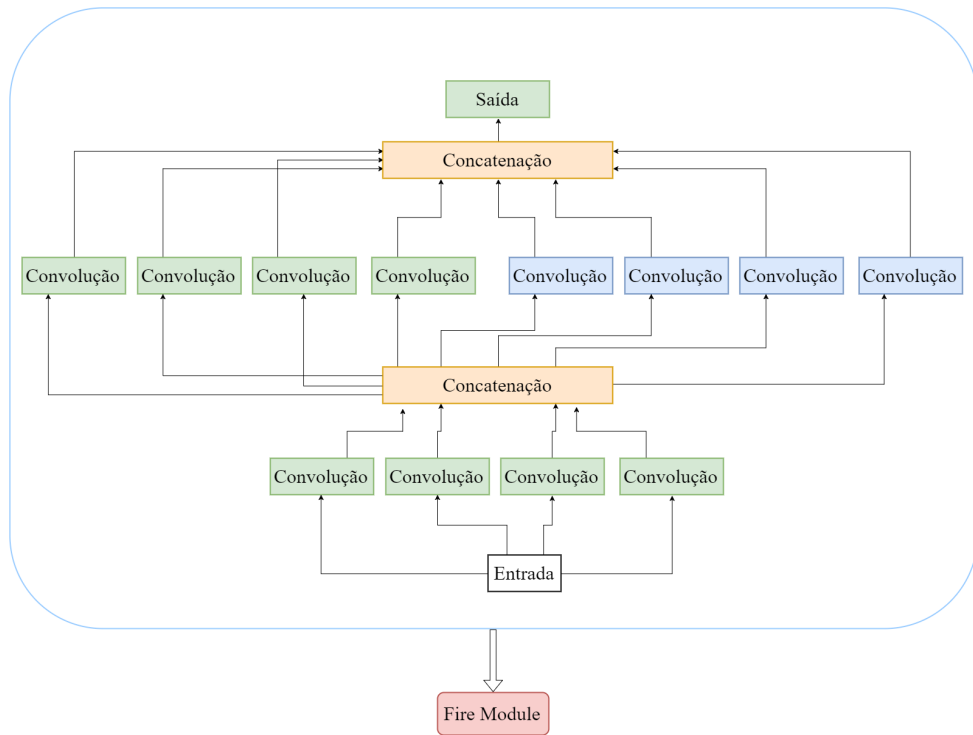 Saída
Concatenação
Convolução
Convolução
Convolução
Convolução
Convolução
Convolução
Convolução
Convolução
Concatenação
Convolução
Convolução
Convolução
Convolução
Entrada
Fire Module